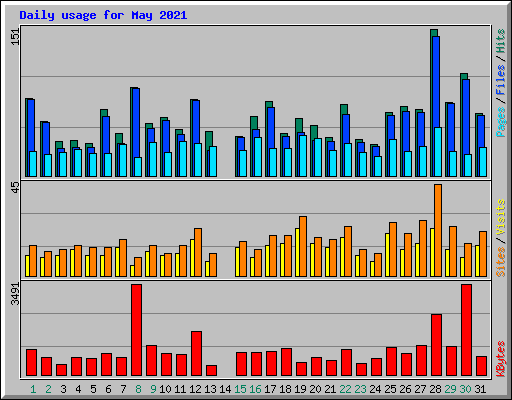 Daily usage for May 2021
151
Pages / Files / Hits
45
Sites / Visits
3491
KBytes
1 2 3 4 5 6 7 8 9 10 11 12 13 14 15 16 17 18 19 20 21 22 23 24 25 26 27 28 29 30 31